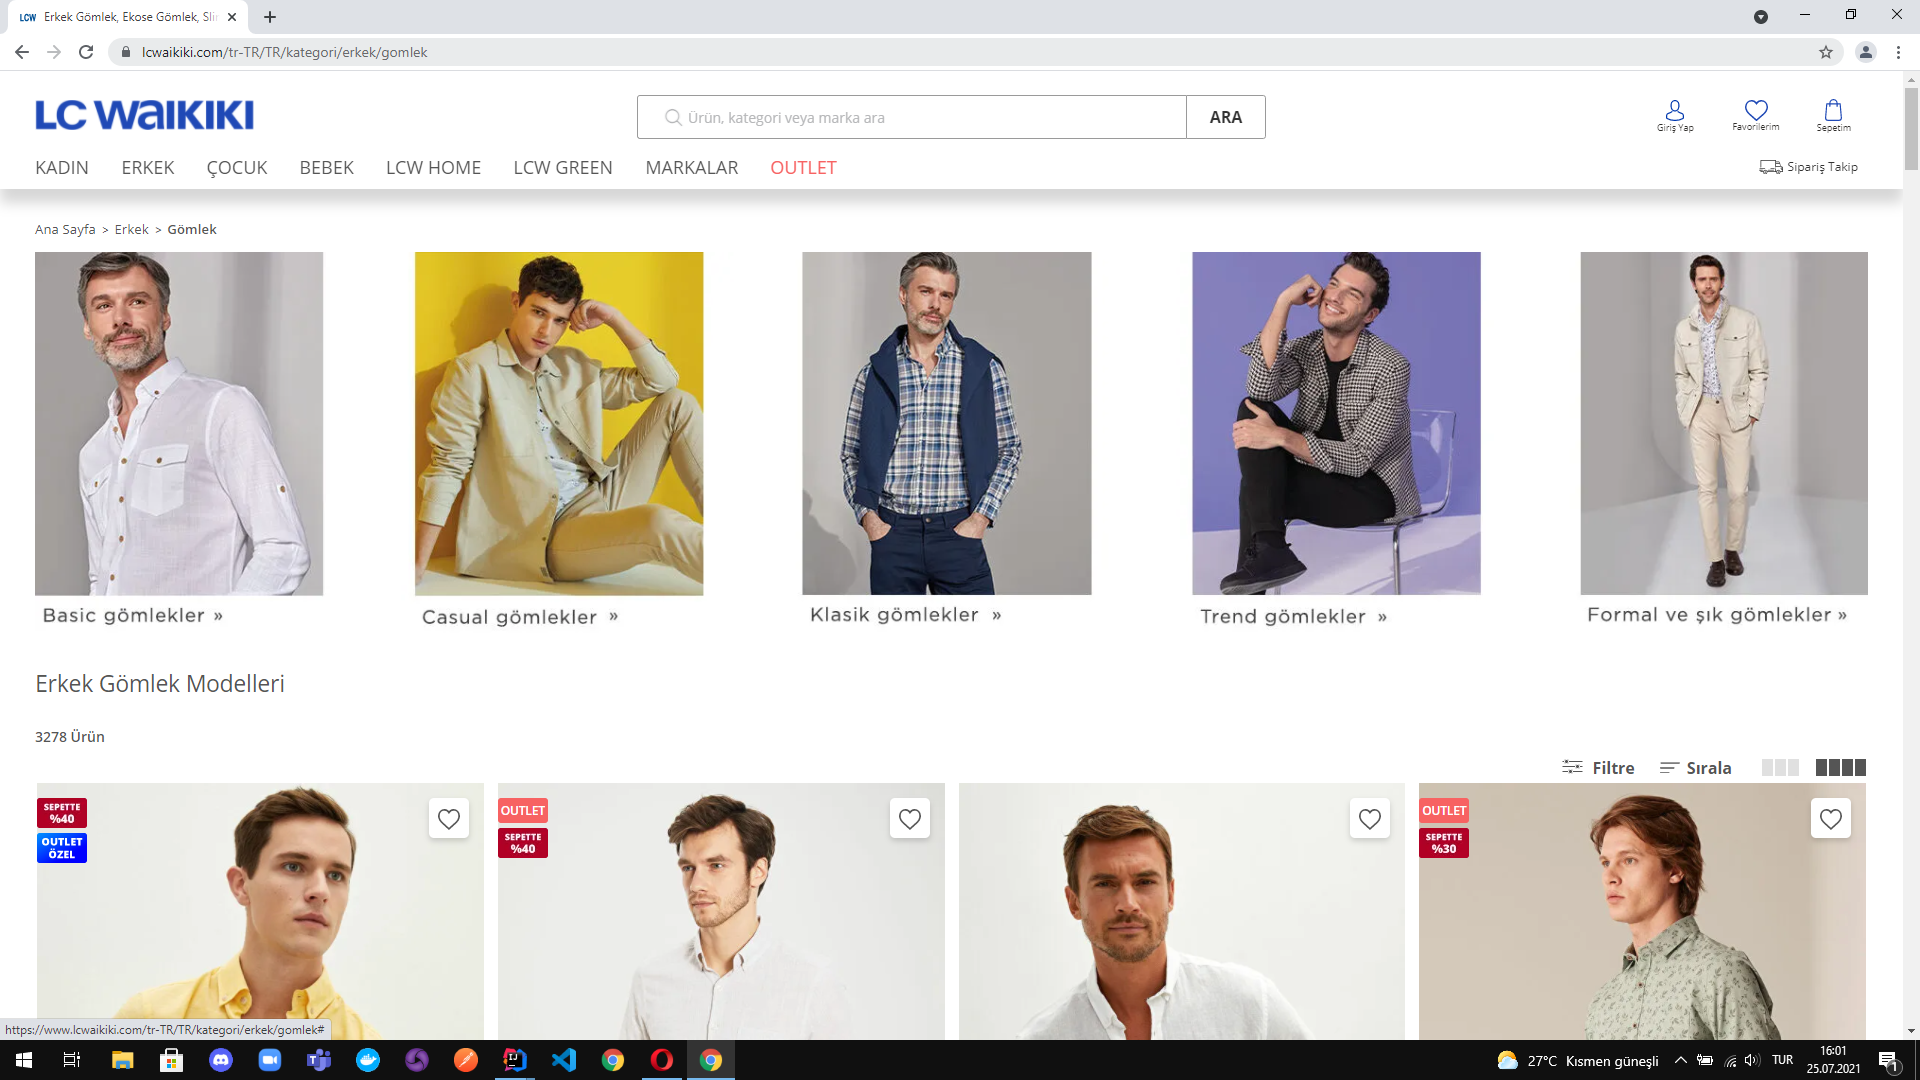 LCW Erkek Gömlek, Ekose Gömlek, Sli
lcwaikiki.com/tr-TR/TR/kategori/erkek/gomlek
LC WAIKIKI
Ürün, kategori veya marka ara
ARA
Giriş Yap
Favorilerim
Sepetim
KADIN ERKEK ÇOCUK BEBEK LCW HOME LCW GREEN MARKALAR OUTLET
Sipariş Takip
Ana Sayfa > Erkek > Gömlek
Basic gömlekler »
Casual gömlekler »
Klasik gömlekler »
Trend gömlekler »
Formal ve şık gömlekler »
Erkek Gömlek Modelleri
3278 Ürün
Filtre
Sırala
SEPETTE
%40
OUTLET
ÖZEL
OUTLET
SEPETTE
%40
OUTLET
SEPETTE
%30
https://www.lcwaikiki.com/tr-TR/TR/kategori/erkek/gomlek#
27°C Kısmen güneşli
TUR
16:01
25.07.2021
1